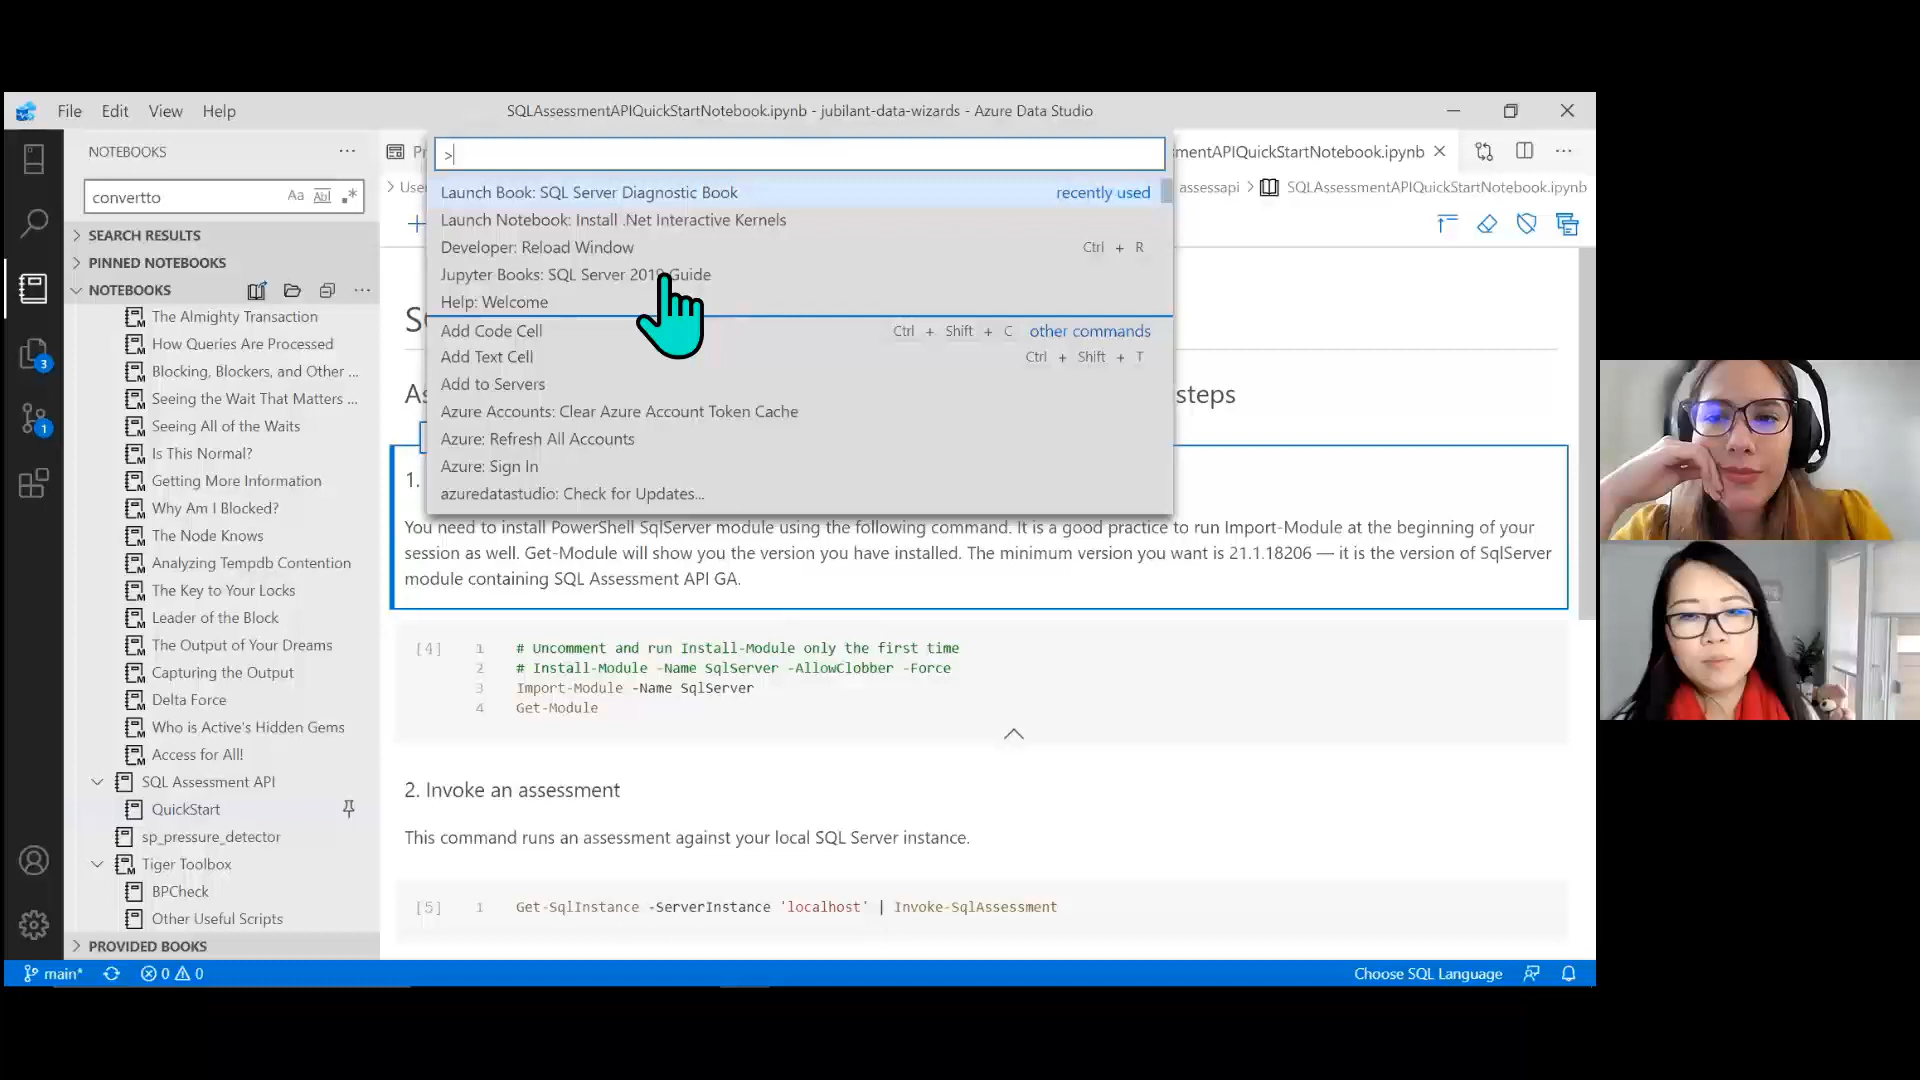 File Edit View Help
SQLAssessmentAPIQuickStartNotebook.ipynb - jubilant-data-wizards - Azure Data Studio
NOTEBOOKS
convertto
SEARCH RESULTS
PINNED NOTEBOOKS
NOTEBOOKS
The Almighty Transaction
How Queries Are Processed
Blocking, Blockers, and Other ...
Seeing the Wait That Matters ...
Seeing All of the Waits
Is This Normal?
Getting More Information
Why Am I Blocked?
The Node Knows
Analyzing Tempdb Contention
The Key to Your Locks
Leader of the Block
The Output of Your Dreams
Capturing the Output
Delta Force
Who is Active's Hidden Gems
Access for All!
SQL Assessment API
QuickStart
sp_pressure_detector
Tiger Toolbox
BPCheck
Other Useful Scripts
PROVIDED BOOKS
3
1
Pr
mentAPIQuickStartNotebook.ipynb
User
assessapi > SQLAssessmentAPIQuickStartNotebook.ipynb
>
Launch Book: SQL Server Diagnostic Book recently used
Launch Notebook: Install .Net Interactive Kernels
Developer: Reload Window Ctrl + R
Jupyter Books: SQL Server 2019 Guide
Help: Welcome
Add Code Cell Ctrl + Shift + C other commands
Add Text Cell Ctrl + Shift + T
Add to Servers
Azure Accounts: Clear Azure Account Token Cache
Azure: Refresh All Accounts
Azure: Sign In
azuredatastudio: Check for Updates...
S
As steps
1.
You need to install PowerShell SqlServer module using the following command. It is a good practice to run Import-Module at the beginning of your
session as well. Get-Module will show you the version you have installed. The minimum version you want is 21.1.18206 — it is the version of SqlServer
module containing SQL Assessment API GA.
[4] 1 # Uncomment and run Install-Module only the first time
2 # Install-Module -Name SqlServer -AllowClobber -Force
3 Import-Module -Name SqlServer
4 Get-Module
2. Invoke an assessment
This command runs an assessment against your local SQL Server instance.
[5] 1 Get-SqlInstance -ServerInstance 'localhost' | Invoke-SqlAssessment
main* 0 0
Choose SQL Language